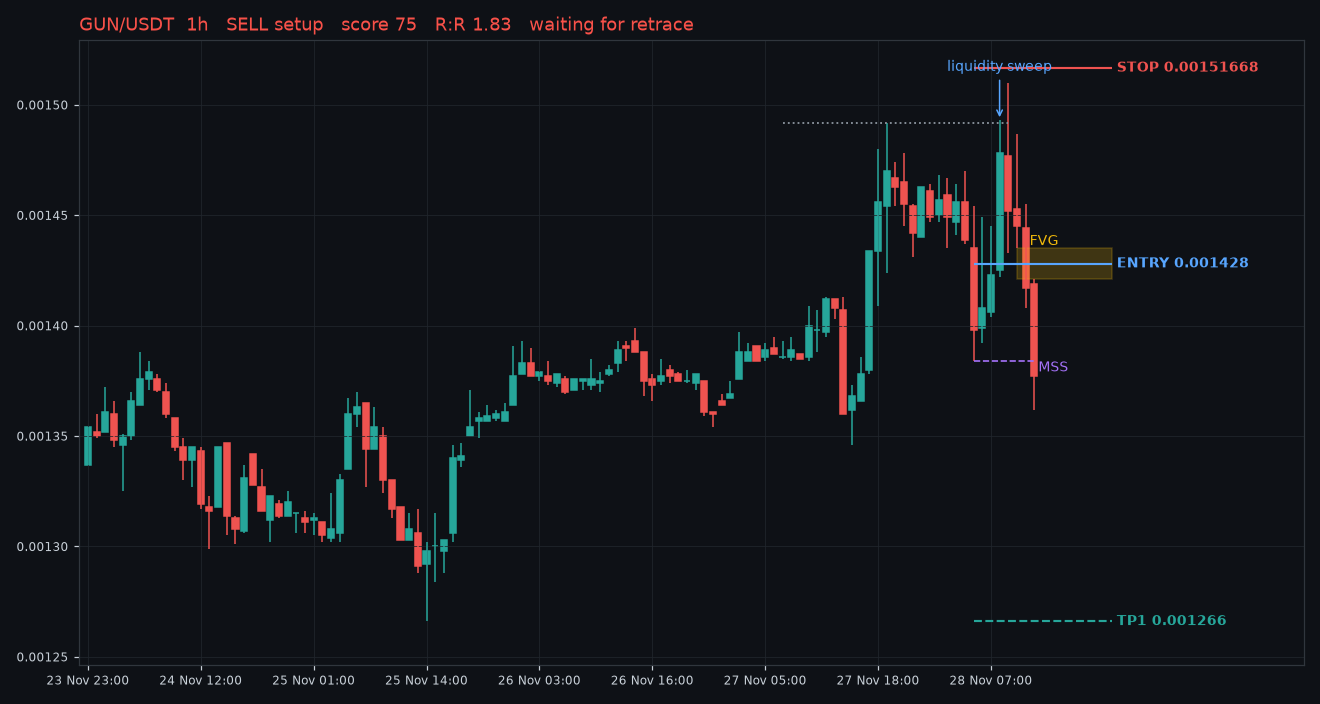 GUN/USDT 1h SELL setup score 75 R:R 1.83 waiting for retrace
liquidity sweep
STOP 0.00151668
0.00150
0.00145
FVG
ENTRY 0.001428
0.00140
MSS
0.00135
0.00130
TP1 0.001266
0.00125
23 Nov 23:00
24 Nov 12:00
25 Nov 01:00
25 Nov 14:00
26 Nov 03:00
26 Nov 16:00
27 Nov 05:00
27 Nov 18:00
28 Nov 07:00